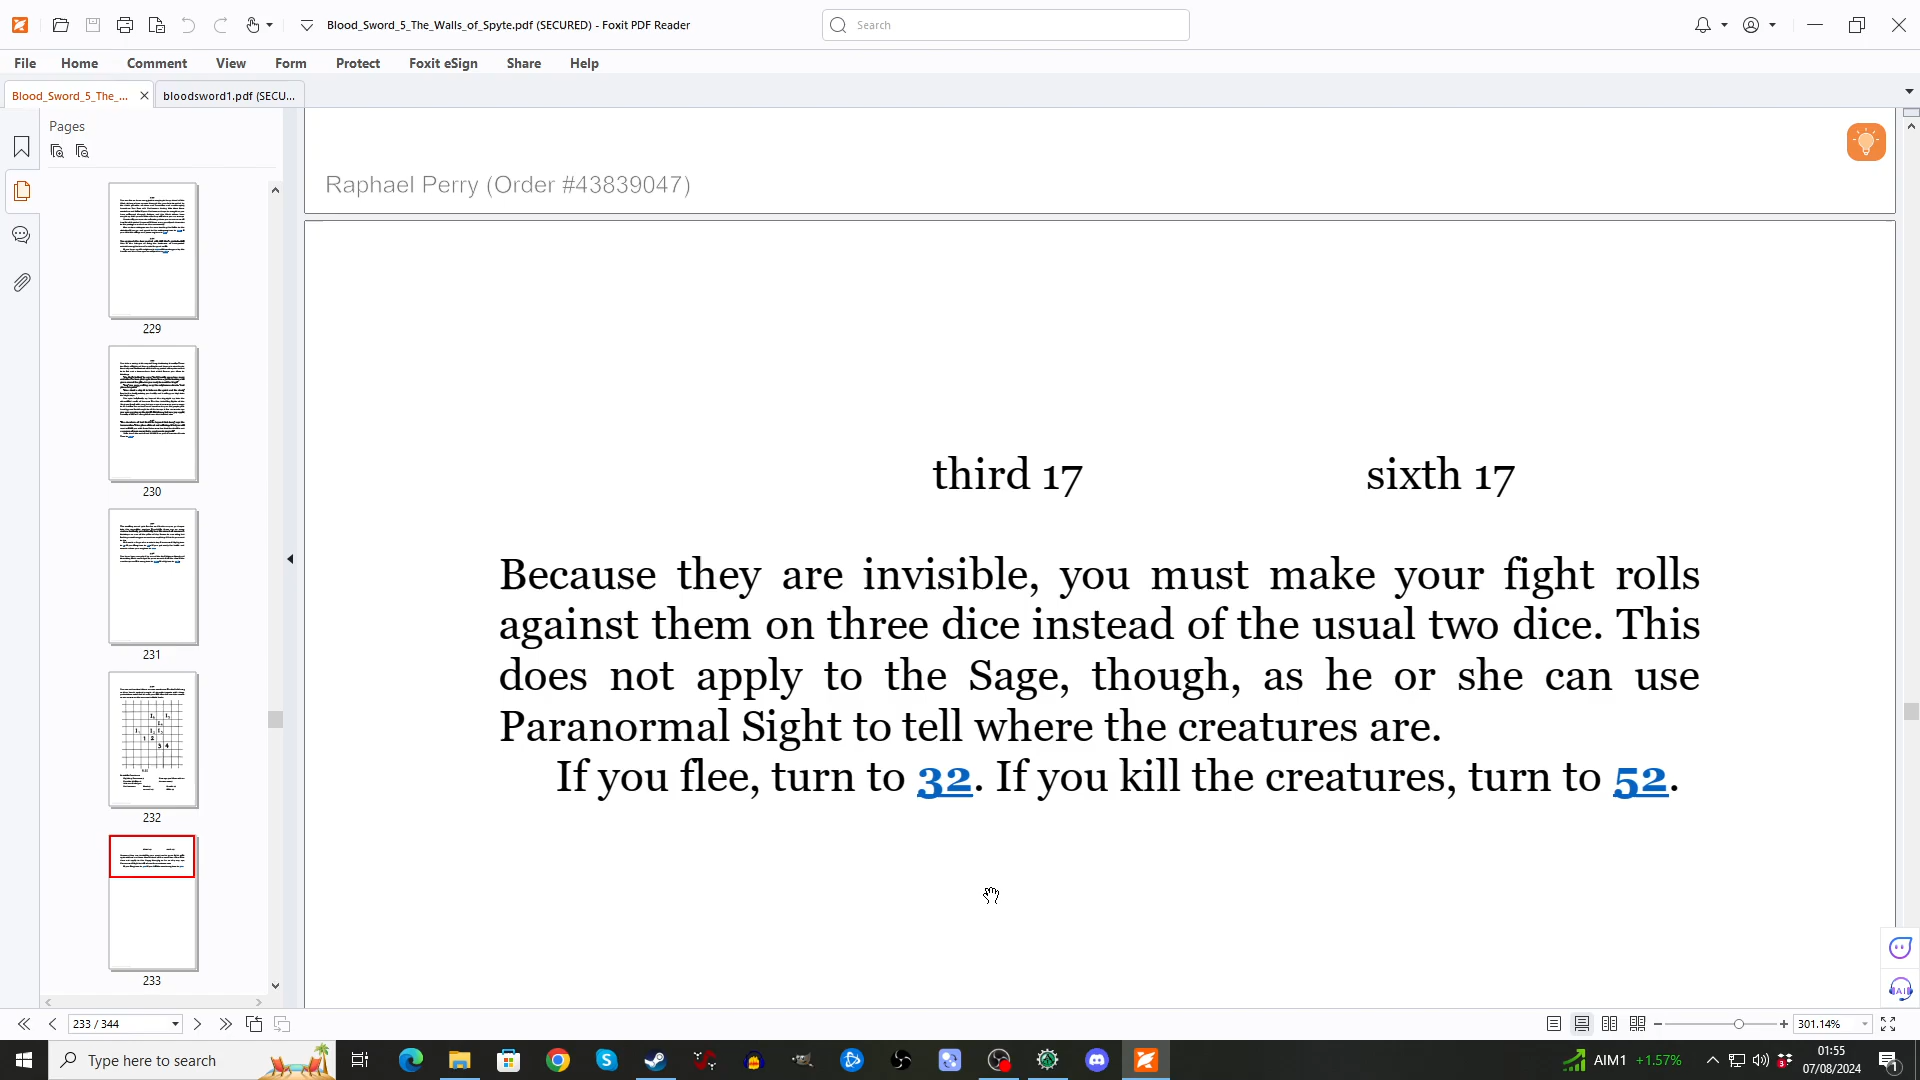 Blood_Sword_5_The_Walls_of_Spyte.pdf (SECURED) - Foxit PDF Reader
Search
File Home Comment View Form Protect Foxit eSign Share Help
Blood_Sword_5_The_... bloodsword1.pdf (SECU...
Pages
229
230
231
232
233
Raphael Perry (Order #43839047)
third 17 sixth 17
Because they are invisible, you must make your fight rolls
against them on three dice instead of the usual two dice. This
does not apply to the Sage, though, as he or she can use
Paranormal Sight to tell where the creatures are.
If you flee, turn to 32. If you kill the creatures, turn to 52.
233 / 344
301.14%
Type here to search
AIM1 +1.57%
01:55
07/08/2024